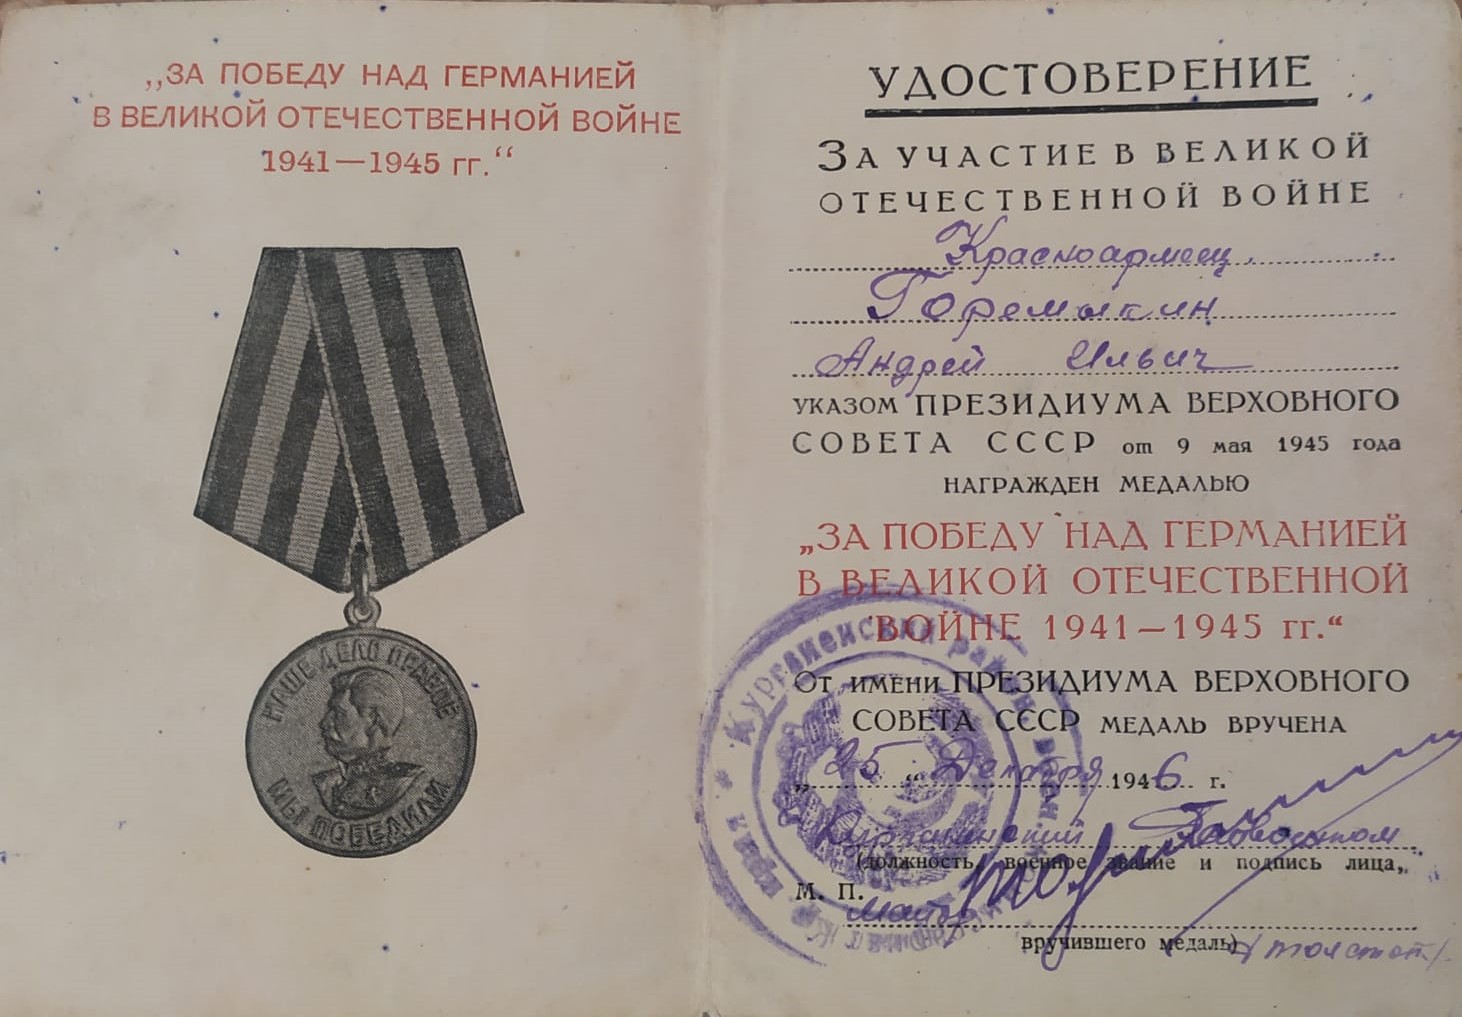 „ЗА ПОБЕДУ НАД ГЕРМАНИЕЙ
В ВЕЛИКОЙ ОТЕЧЕСТВЕННОЙ ВОЙНЕ
1941—1945 гг.“
НАШЕ ДЕЛО ПРАВОЕ
МЫ ПОБЕДИЛИ
УДОСТОВЕРЕНИЕ
ЗА УЧАСТИЕ В ВЕЛИКОЙ
ОТЕЧЕСТВЕННОЙ ВОЙНЕ
Красноармеец
Горемыкин
Андрей Ильич
УКАЗОМ ПРЕЗИДИУМА ВЕРХОВНОГО
СОВЕТА СССР от 9 мая 1945 года
НАГРАЖДЕН МЕДАЛЬЮ
„ЗА ПОБЕДУ НАД ГЕРМАНИЕЙ
В ВЕЛИКОЙ ОТЕЧЕСТВЕННОЙ
ВОЙНЕ 1941—1945 гг.“
ОТ ИМЕНИ ПРЕЗИДИУМА ВЕРХОВНОГО
СОВЕТА СССР МЕДАЛЬ ВРУЧЕНА
„25“ Декабря 1946 г.
Райвоенком
(должность, военное звание и подпись лица,
М. П.
майор
вручившего медаль)